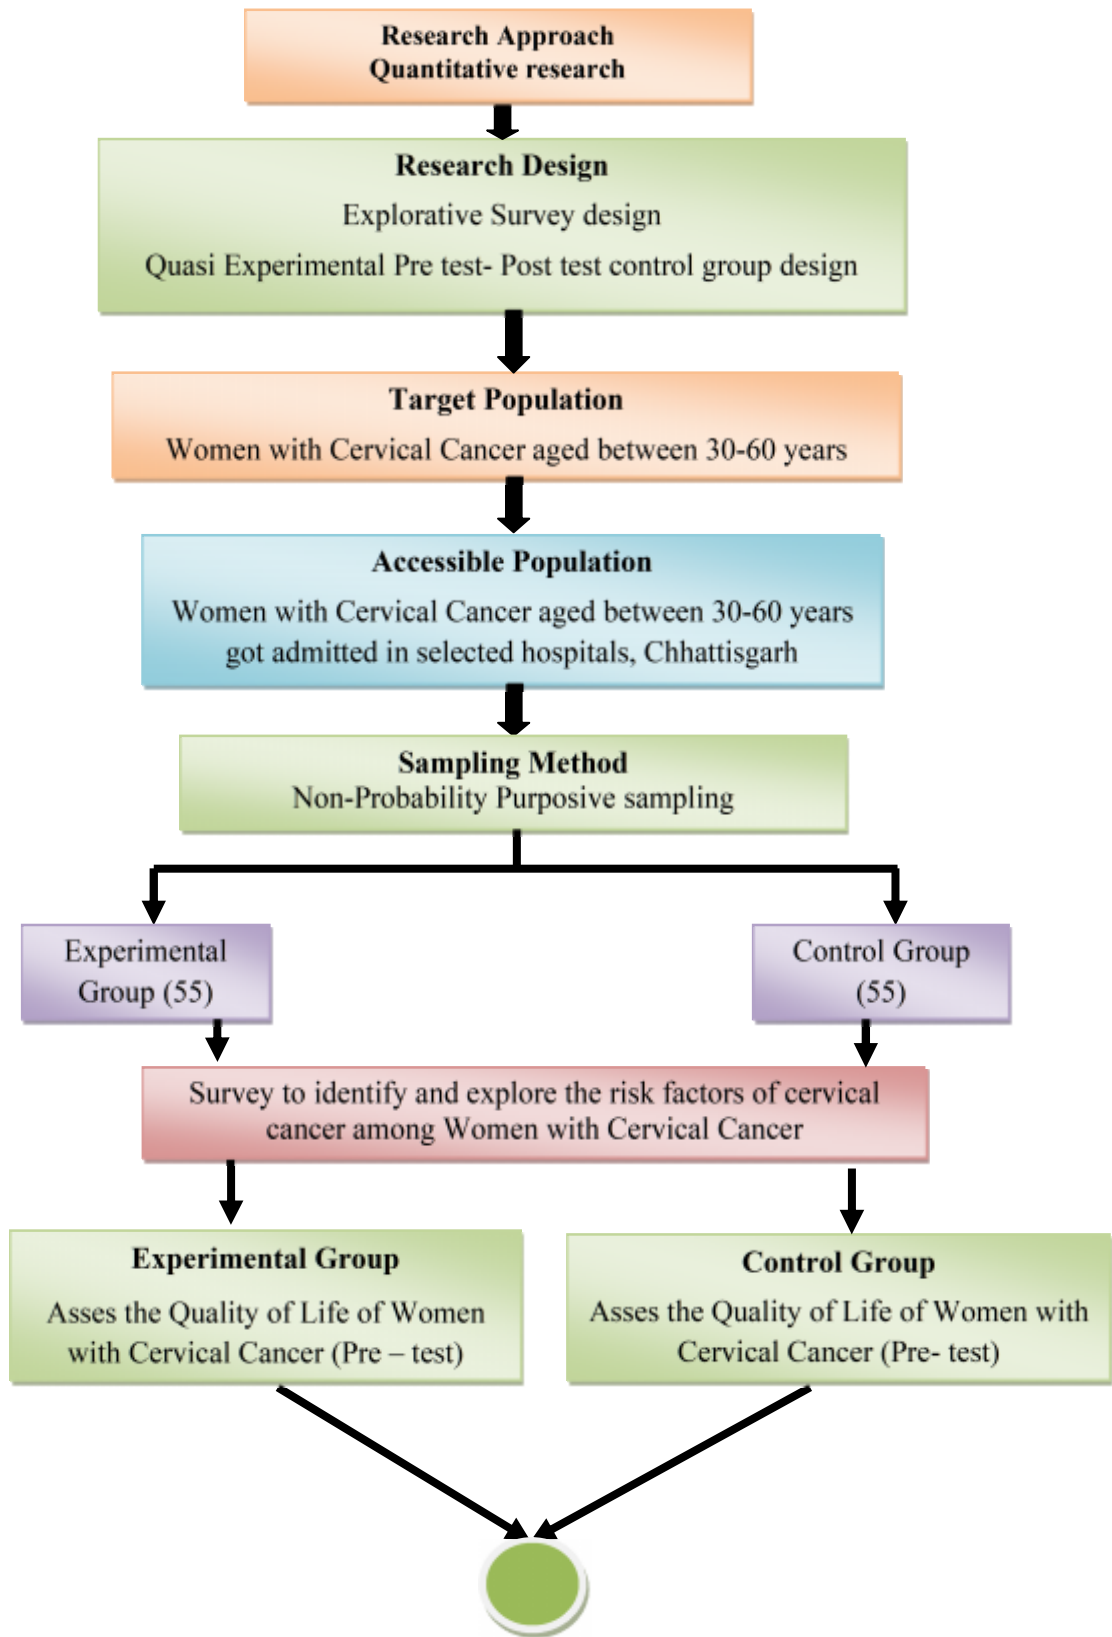 Research Approach
Quantitative research
Research Design
Explorative Survey design
Quasi Experimental Pre test- Post test control group design
Target Population
Women with Cervical Cancer aged between 30-60 years
Accessible Population
Women with Cervical Cancer aged between 30-60 years
got admitted in selected hospitals, Chhattisgarh
Sampling Method
Non-Probability Purposive sampling
Experimental
Group (55)
Control Group
(55)
Survey to identify and explore the risk factors of cervical
cancer among Women with Cervical Cancer
Experimental Group
Asses the Quality of Life of Women
with Cervical Cancer (Pre – test)
Control Group
Asses the Quality of Life of Women with
Cervical Cancer (Pre- test)